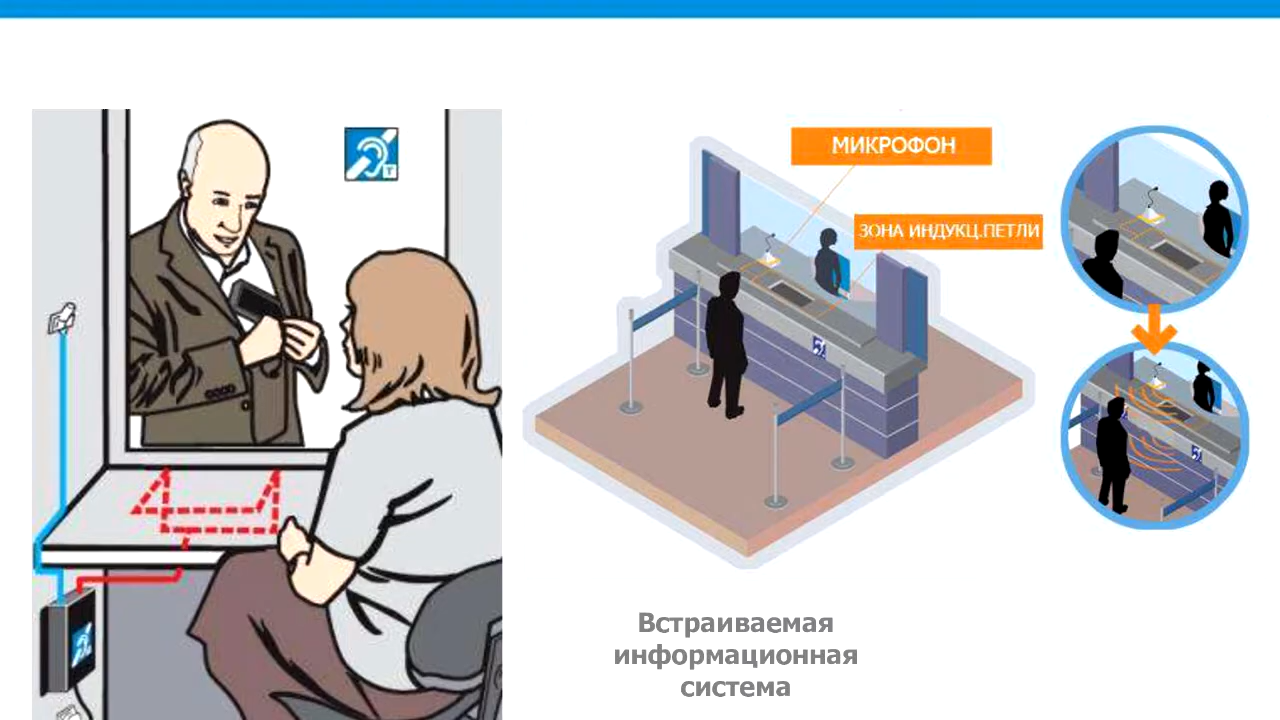 МИКРОФОН
ЗОНА ИНДУКЦ.ПЕТЛИ
T
Встраиваемая
информационная
система